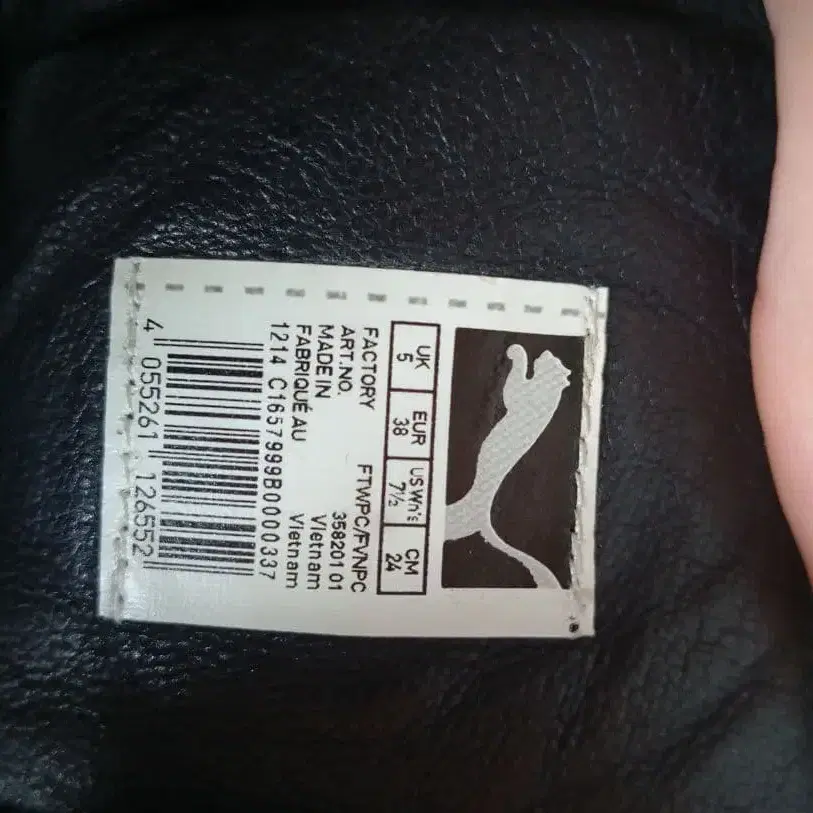 UK EUR US Wn's CM
5 38 7½ 24
FACTORY FTWPC/FVNPC
ART.NO. 358201 01
MADE IN Vietnam
FABRIQUÉ AU Vietnam
1214 C1657999B0000337
4 055261 126552